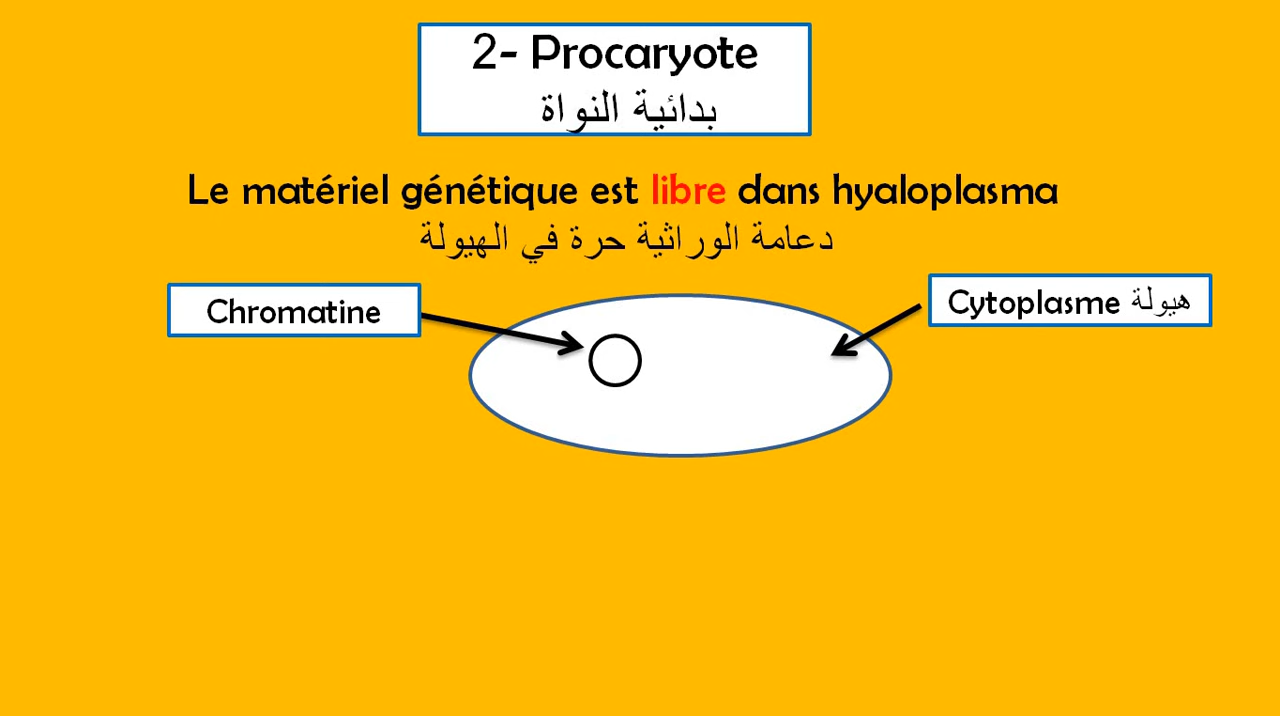 2- Procaryote
بدائية النواة
Le matériel génétique est libre dans hyaloplasma
دعامة الوراثية حرة في الهيولة
Chromatine
Cytoplasme هيولة